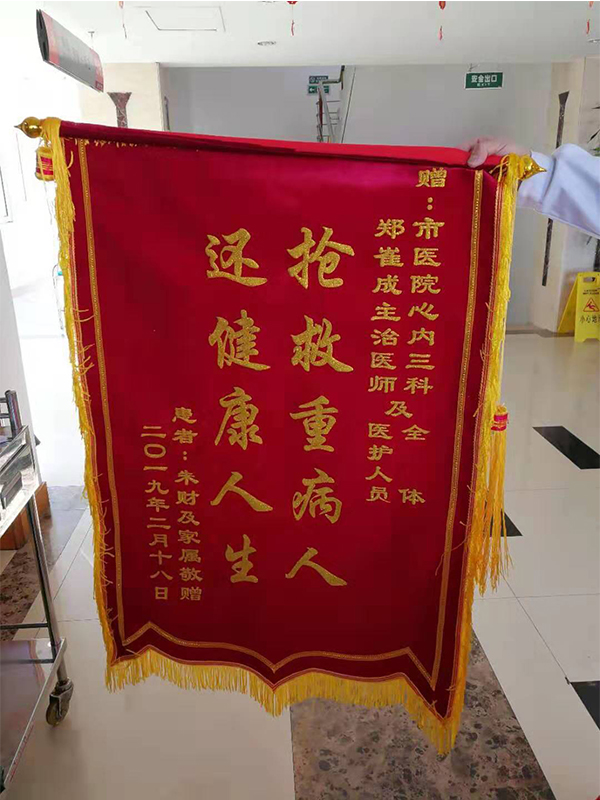 赠：市医院心内三科及全体
郑崔成主治医师 医护人员
抢救重病人
还健康人生
患者：朱财及家属敬赠
二〇一九年二月十八日
安全出口